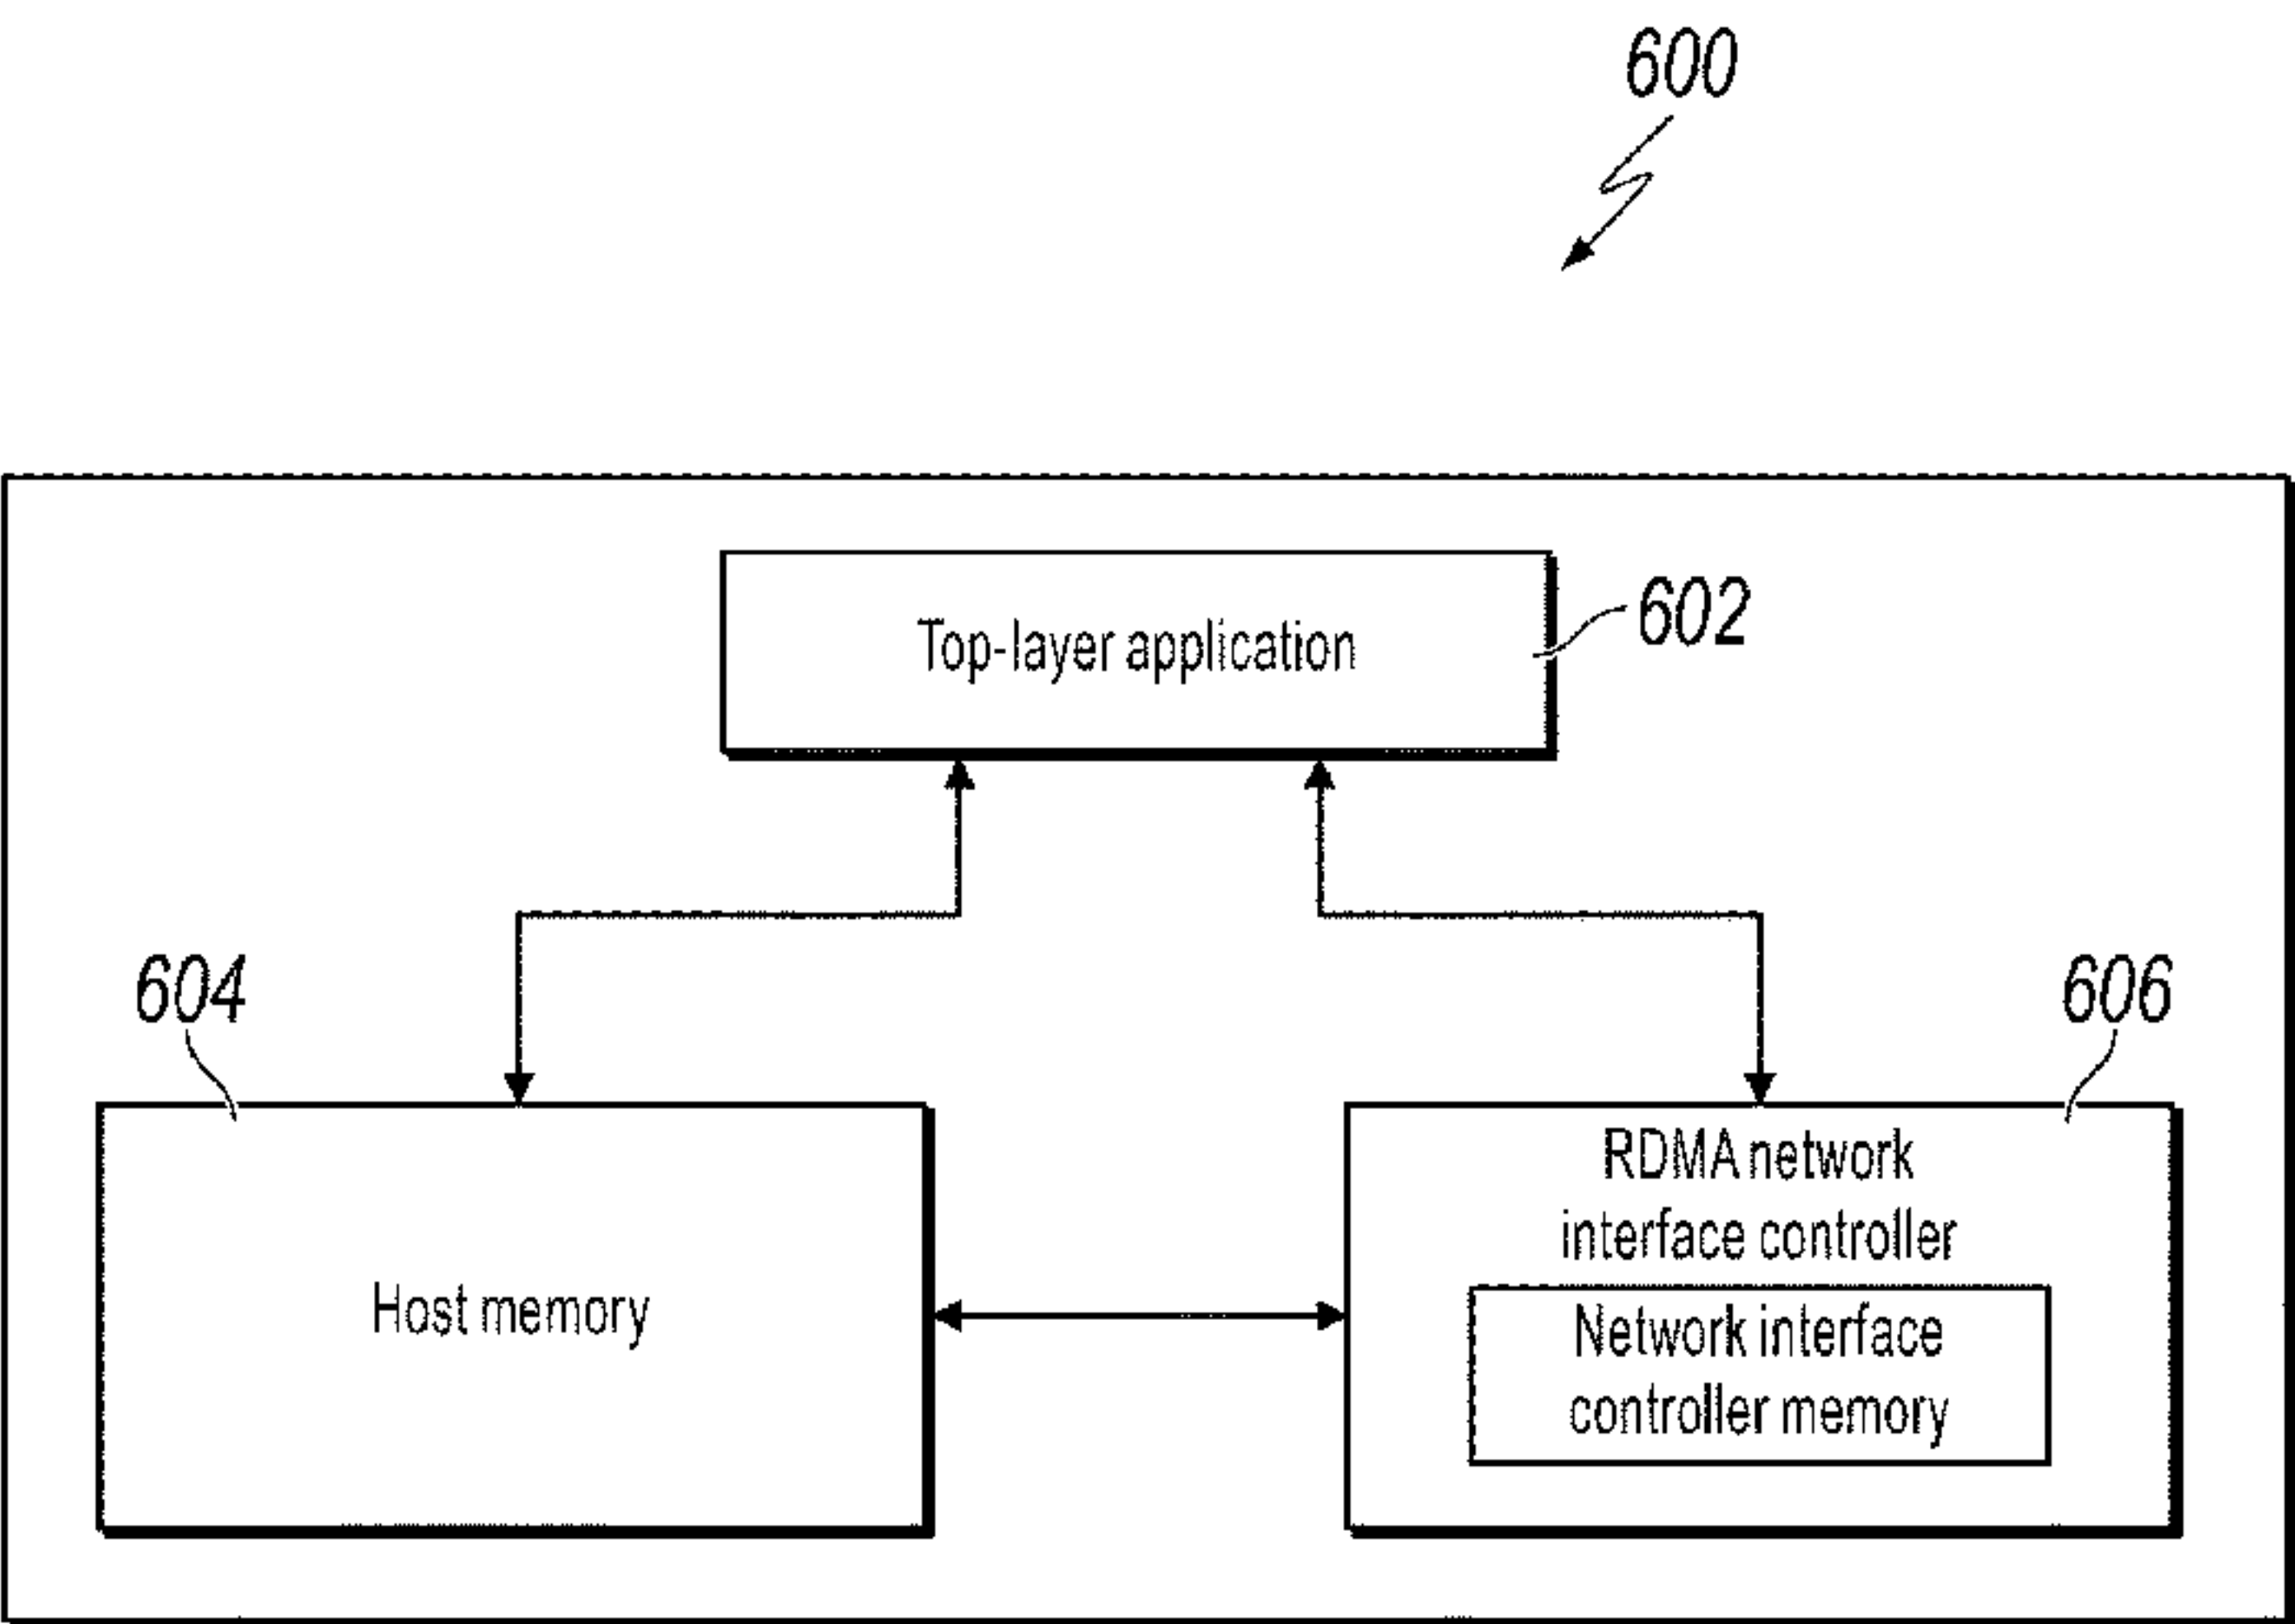 600
Top-layer application
602
604
606
Host memory
RDMA network
interface controller
Network interface
controller memory